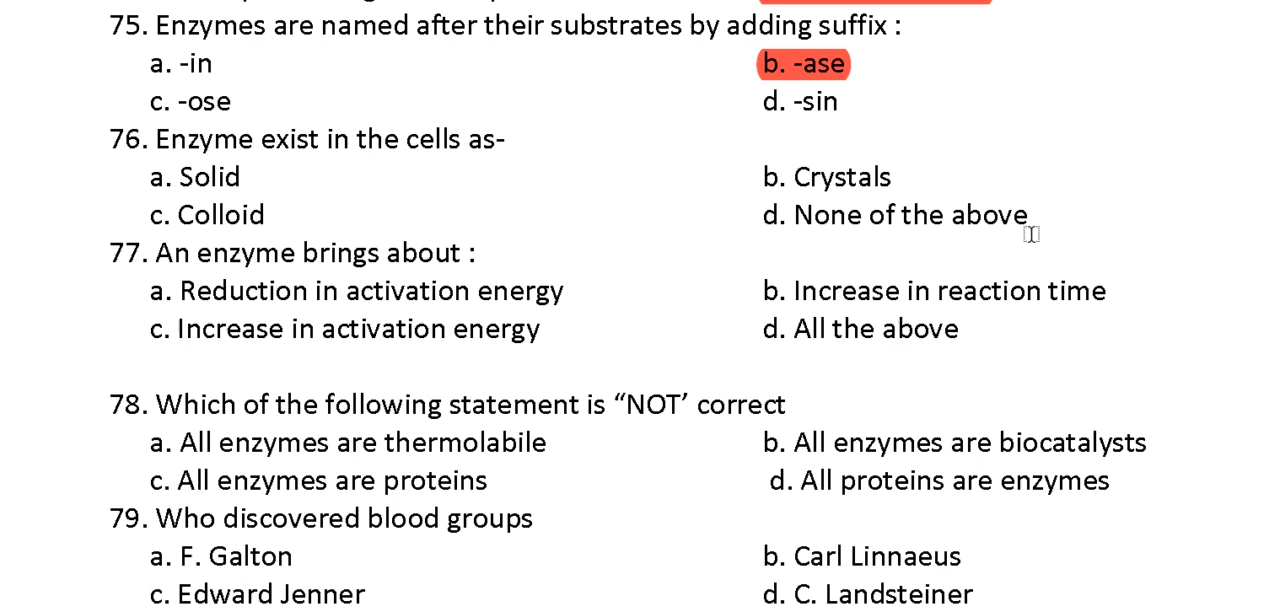 75. Enzymes are named after their substrates by adding suffix :
a. -in b. -ase
c. -ose d. -sin
76. Enzyme exist in the cells as-
a. Solid b. Crystals
c. Colloid d. None of the above
77. An enzyme brings about :
a. Reduction in activation energy b. Increase in reaction time
c. Increase in activation energy d. All the above
78. Which of the following statement is “NOT’ correct
a. All enzymes are thermolabile b. All enzymes are biocatalysts
c. All enzymes are proteins d. All proteins are enzymes
79. Who discovered blood groups
a. F. Galton b. Carl Linnaeus
c. Edward Jenner d. C. Landsteiner